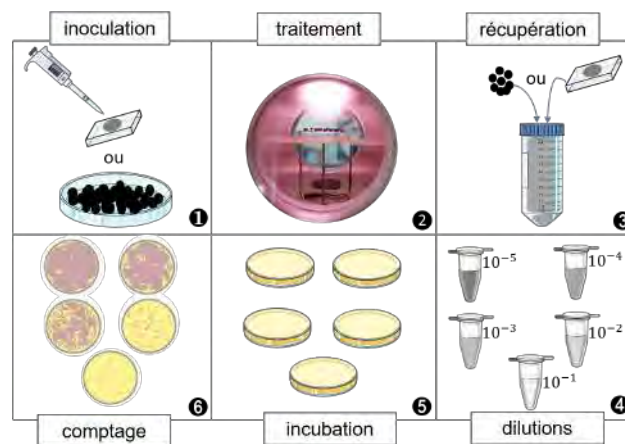 inoculation
traitement
récupération
ou
❶
❷
ou
❸
❻
❺
10⁻⁵
10⁻⁴
10⁻³
10⁻²
10⁻¹
❹
comptage
incubation
dilutions